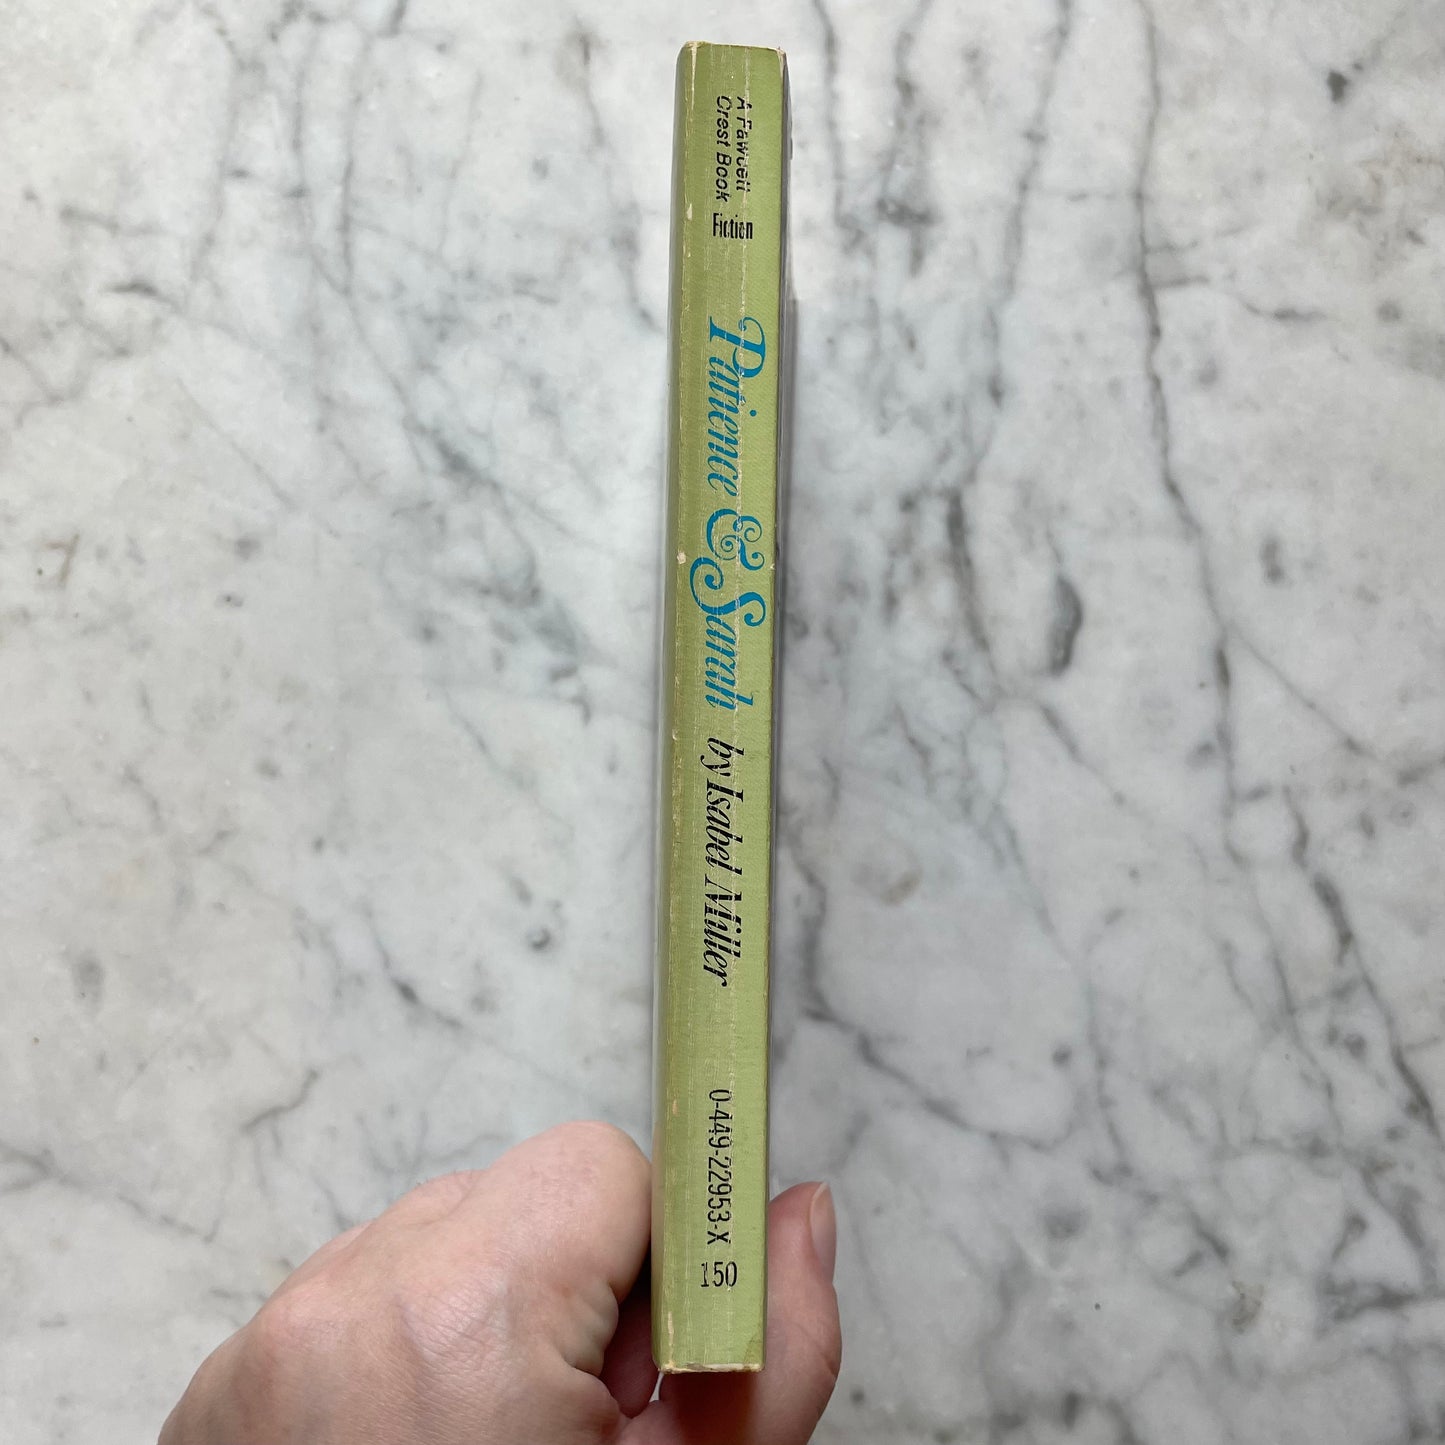 A Fawcett
Crest Book
Fiction
Patience & Sarah by Isabel Miller
0-449-22953-X
150